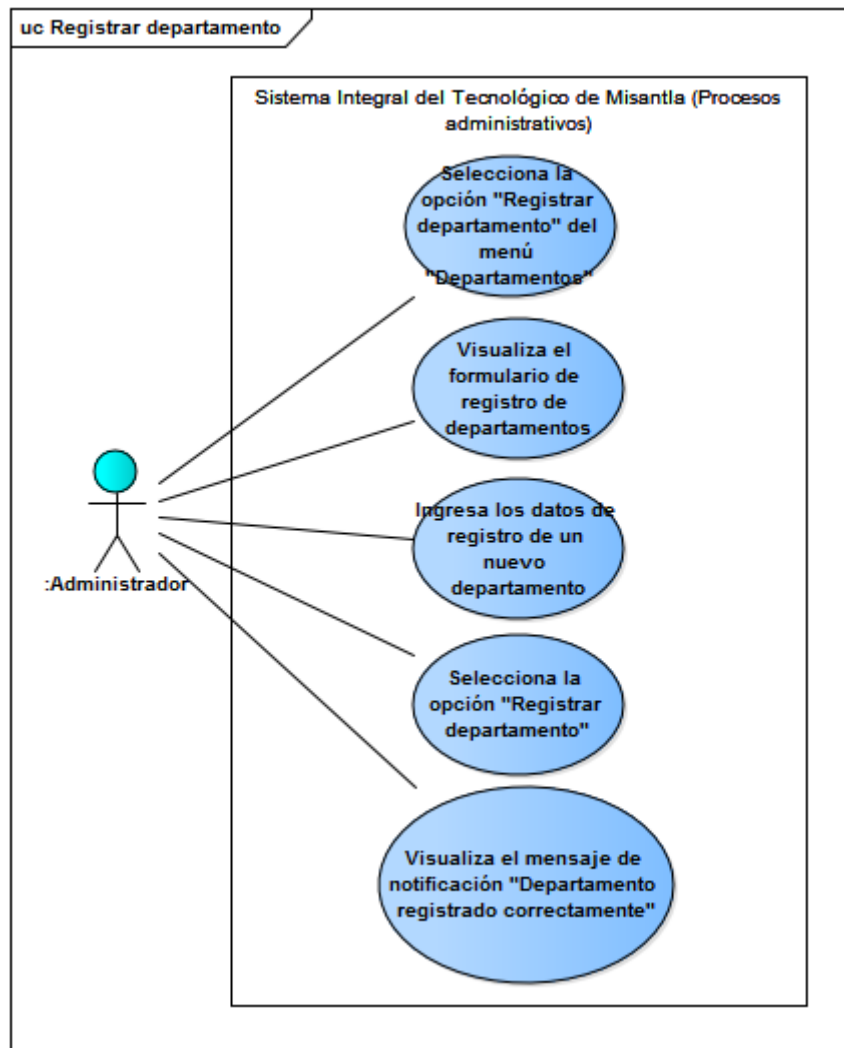 uc Registrar departamento
Sistema Integral del Tecnológico de Misantla (Procesos
administrativos)
Selecciona la
opción "Registrar
departamento" del
menú
"Departamentos"
Visualiza el
formulario de
registro de
departamentos
Ingresa los datos de
registro de un
nuevo
departamento
:Administrador
Selecciona la
opción "Registrar
departamento"
Visualiza el mensaje de
notificación "Departamento
registrado correctamente"